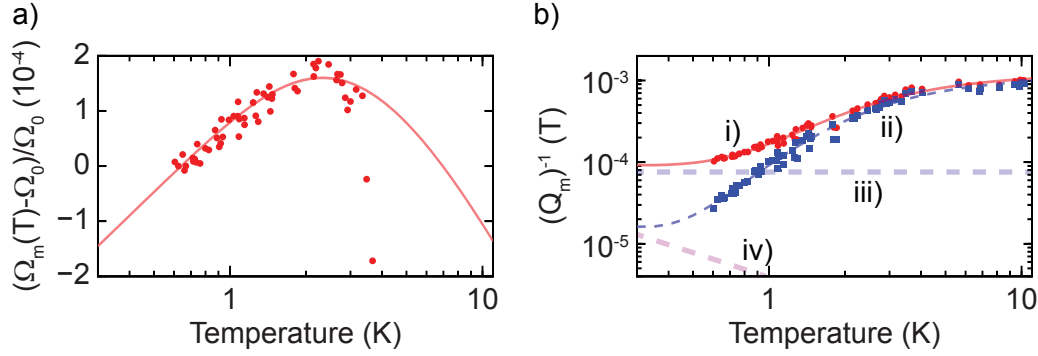 a)
b)
(Ωₘ(T)-Ω₀)/Ω₀ (10⁻⁴)
2
1
0
−1
−2
1
10
Temperature (K)
(Qₘ)⁻¹ (T)
10⁻³
10⁻⁴
10⁻⁵
i)
ii)
iii)
iv)
1
10
Temperature (K)